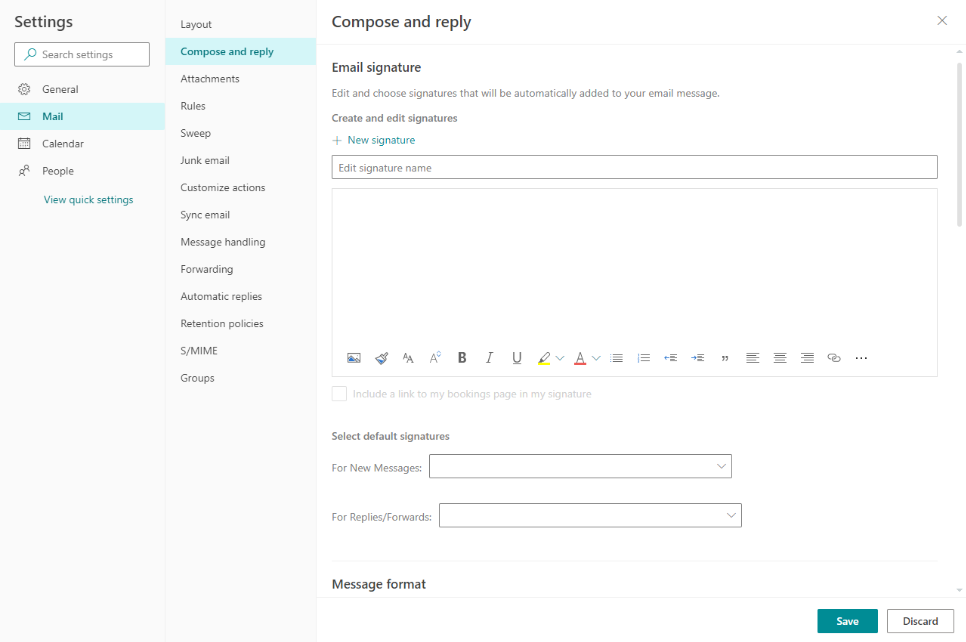 Settings
Search settings
General
Mail
Calendar
People
View quick settings
Layout
Compose and reply
Attachments
Rules
Sweep
Junk email
Customize actions
Sync email
Message handling
Forwarding
Automatic replies
Retention policies
S/MIME
Groups
Compose and reply
Email signature
Edit and choose signatures that will be automatically added to your email message.
Create and edit signatures
New signature
Edit signature name
Include a link to my bookings page in my signature
Select default signatures
For New Messages:
For Replies/Forwards:
Message format
Save Discard